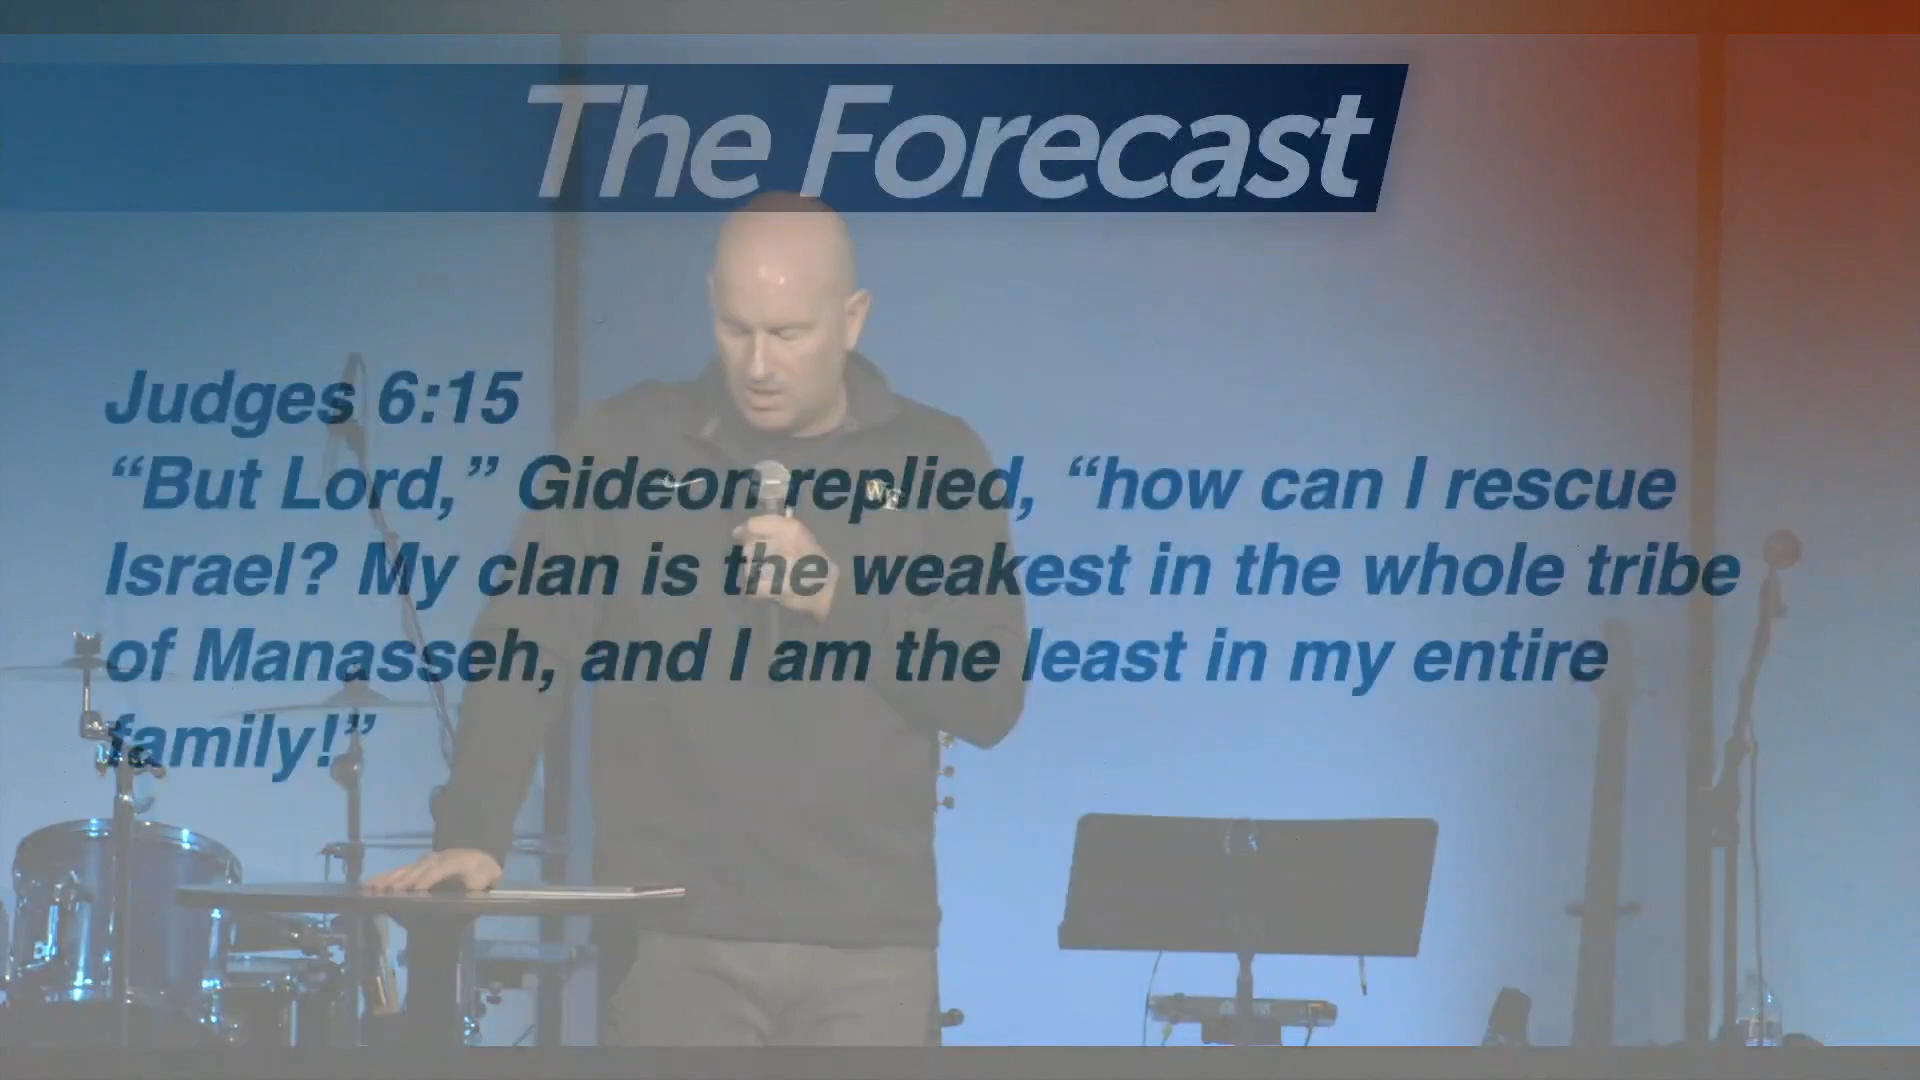 The Forecast
Judges 6:15
“But Lord,” Gideon replied, “how can I rescue
Israel? My clan is the weakest in the whole tribe
of Manasseh, and I am the least in my entire
family!”